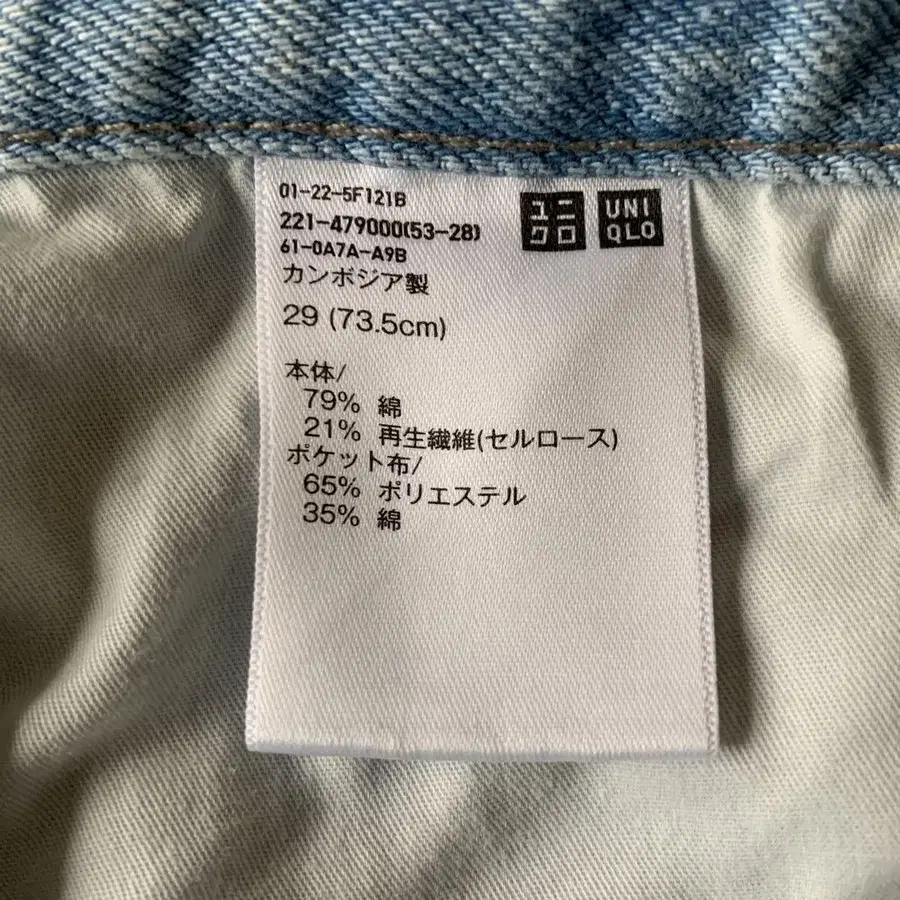 01-22-5F121B
221-479000(53-28)
61-0A7A-A9B
ユニ
クロ
UNI
QLO
カンボジア製
29 (73.5cm)
本体/
79% 綿
21% 再生繊維(セルロース)
ポケット布/
65% ポリエステル
35% 綿